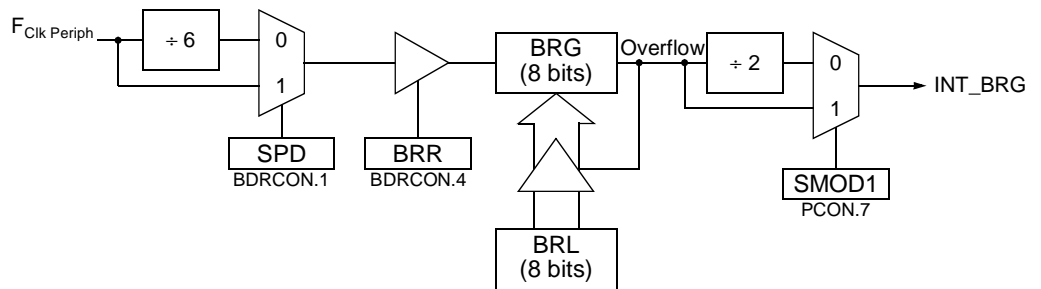 F Clk Periph
÷ 6
0
1
SPD
BDRCON.1
BRR
BDRCON.4
BRG
(8 bits)
Overflow
BRL
(8 bits)
÷ 2
0
1
SMOD1
PCON.7
INT_BRG